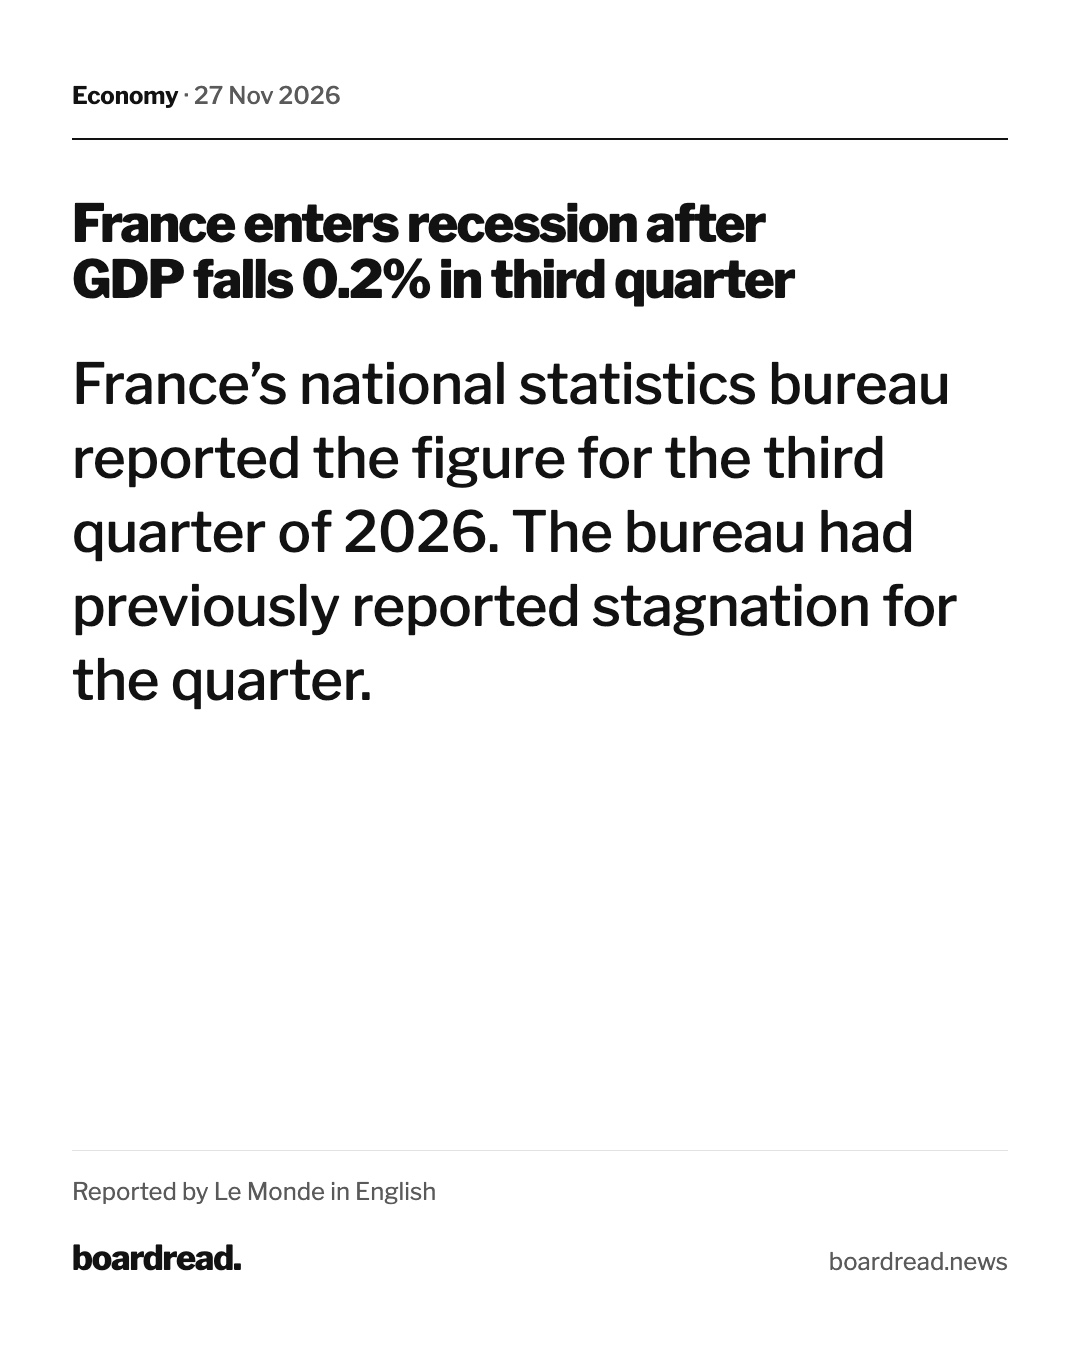 Economy · 27 Nov 2026
France enters recession after
GDP falls 0.2% in third quarter
France’s national statistics bureau
reported the figure for the third
quarter of 2026. The bureau had
previously reported stagnation for
the quarter.
Reported by Le Monde in English
boardread.
boardread.news